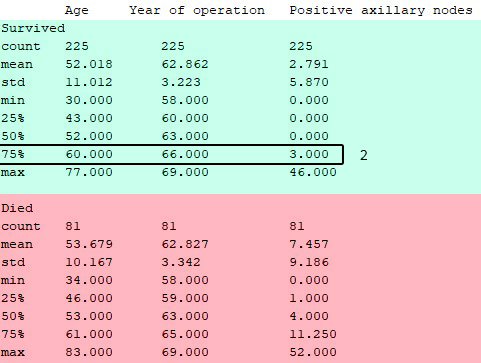 Age Year of operation Positive axillary nodes
Survived
count 225 225 225
mean 52.018 62.862 2.791
std 11.012 3.223 5.870
min 30.000 58.000 0.000
25% 43.000 60.000 0.000
50% 52.000 63.000 0.000
75% 60.000 66.000 3.000 2
max 77.000 69.000 46.000
Died
count 81 81 81
mean 53.679 62.827 7.457
std 10.167 3.342 9.186
min 34.000 58.000 0.000
25% 46.000 59.000 1.000
50% 53.000 63.000 4.000
75% 61.000 65.000 11.250
max 83.000 69.000 52.000